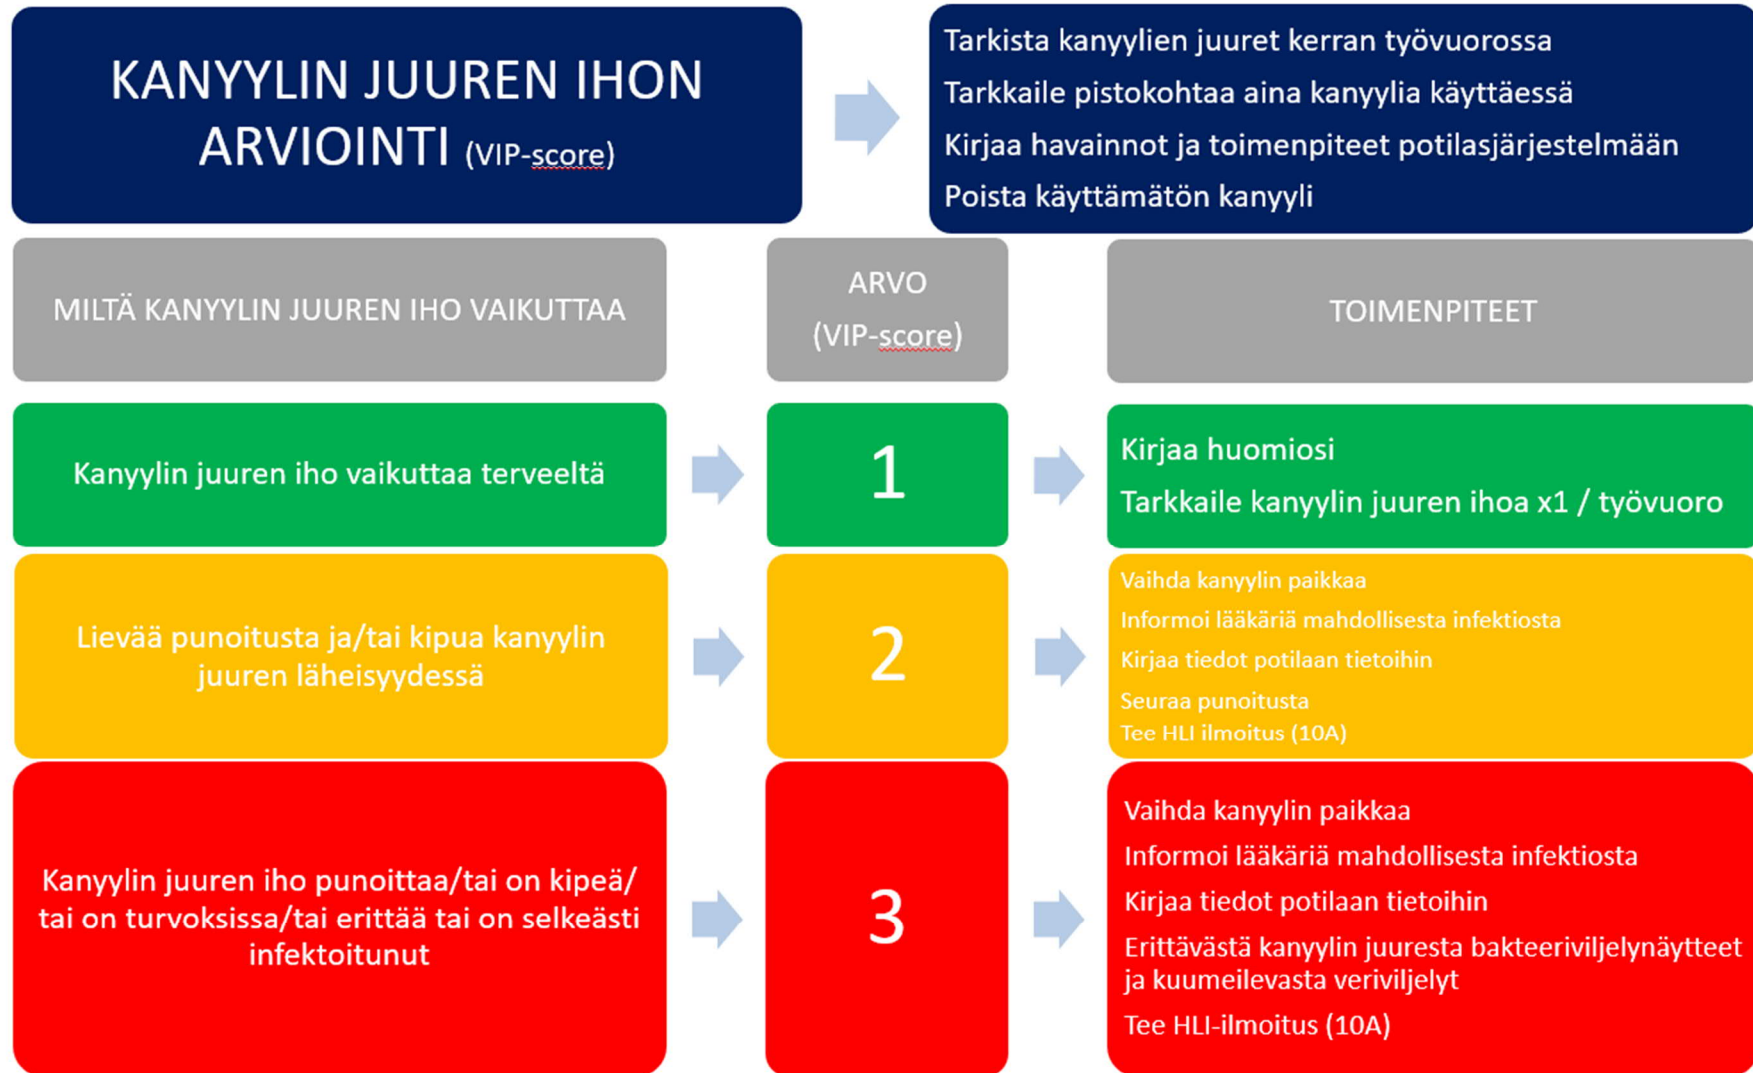 KANYYLIN JUUREN IHON
ARVIOINTI (VIP-score)
Tarkista kanyylien juuret kerran työvuorossa
Tarkkaile pistokohtaa aina kanyylia käyttäessä
Kirjaa havainnot ja toimenpiteet potilasjärjestelmään
Poista käyttämätön kanyyli
MILTÄ KANYYLIN JUUREN IHO VAIKUTTAA
ARVO
(VIP-score)
TOIMENPITEET
Kanyylin juuren iho vaikuttaa terveeltä
1
Kirjaa huomiosi
Tarkkaile kanyylin juuren ihoa x1 / työvuoro
Lievää punoitusta ja/tai kipua kanyylin
juuren läheisyydessä
2
Vaihda kanyylin paikkaa
Informoi lääkäriä mahdollisesta infektiosta
Kirjaa tiedot potilaan tietoihin
Seuraa punoitusta
Tee HLI ilmoitus (10A)
Kanyylin juuren iho punoittaa/tai on kipeä/
tai on turvoksissa/tai erittää tai on selkeästi
infektoitunut
3
Vaihda kanyylin paikkaa
Informoi lääkäriä mahdollisesta infektiosta
Kirjaa tiedot potilaan tietoihin
Erittävästä kanyylin juuresta bakteeriviljelynäytteet
ja kuumeilevasta veriviljelyt
Tee HLI-ilmoitus (10A)